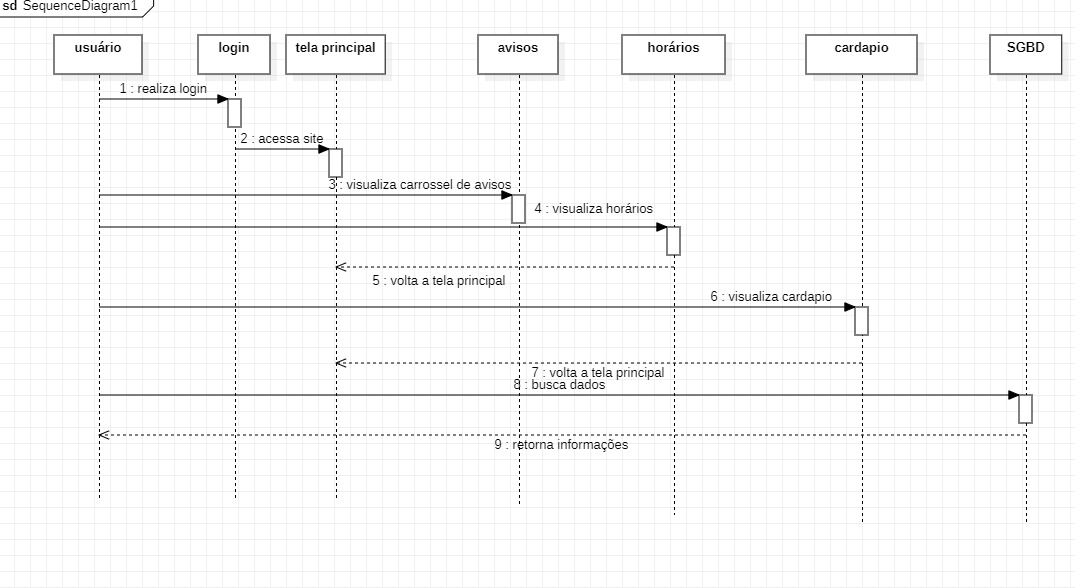 sd SequenceDiagram1
usuário
login
tela principal
avisos
horários
cardapio
SGBD
1 : realiza login
2 : acessa site
3 : visualiza carrossel de avisos
4 : visualiza horários
5 : volta a tela principal
6 : visualiza cardapio
7 : volta a tela principal
8 : busca dados
9 : retorna informações